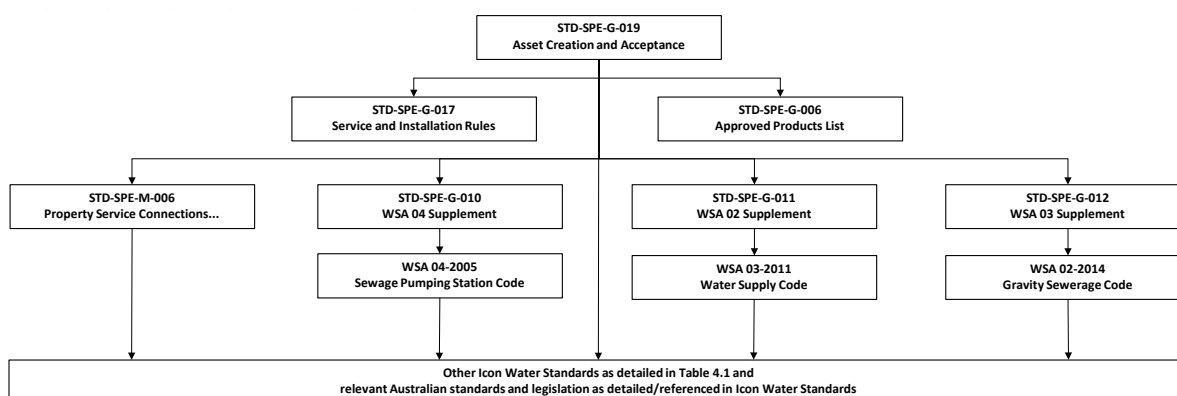 STD-SPE-G-019
Asset Creation and Acceptance
STD-SPE-G-017
Service and Installation Rules
STD-SPE-G-006
Approved Products List
STD-SPE-M-006
Property Service Connections...
STD-SPE-G-010
WSA 04 Supplement
STD-SPE-G-011
WSA 02 Supplement
STD-SPE-G-012
WSA 03 Supplement
WSA 04-2005
Sewage Pumping Station Code
WSA 03-2011
Water Supply Code
WSA 02-2014
Gravity Sewerage Code
Other Icon Water Standards as detailed in Table 4.1 and
relevant Australian standards and legislation as detailed/referenced in Icon Water Standards